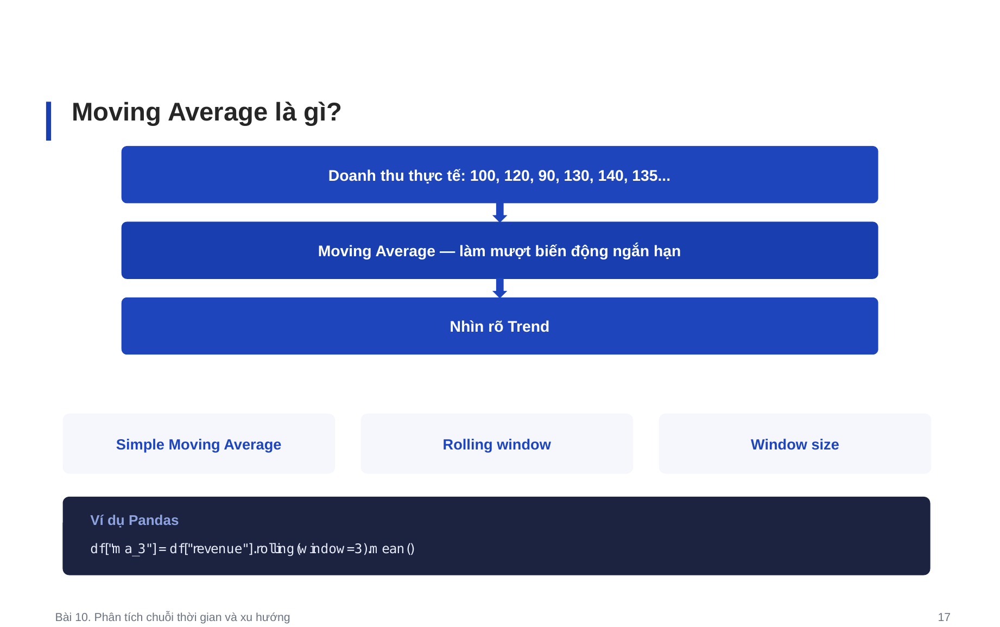 Moving Average là gì?
Doanh thu thực tế: 100, 120, 90, 130, 140, 135...
Moving Average — làm mượt biến động ngắn hạn
Nhìn rõ Trend
Simple Moving Average
Rolling window
Window size
Ví dụ Pandas
df["ma_3"] = df["revenue"].rolling(window=3).mean()
Bài 10. Phân tích chuỗi thời gian và xu hướng
17